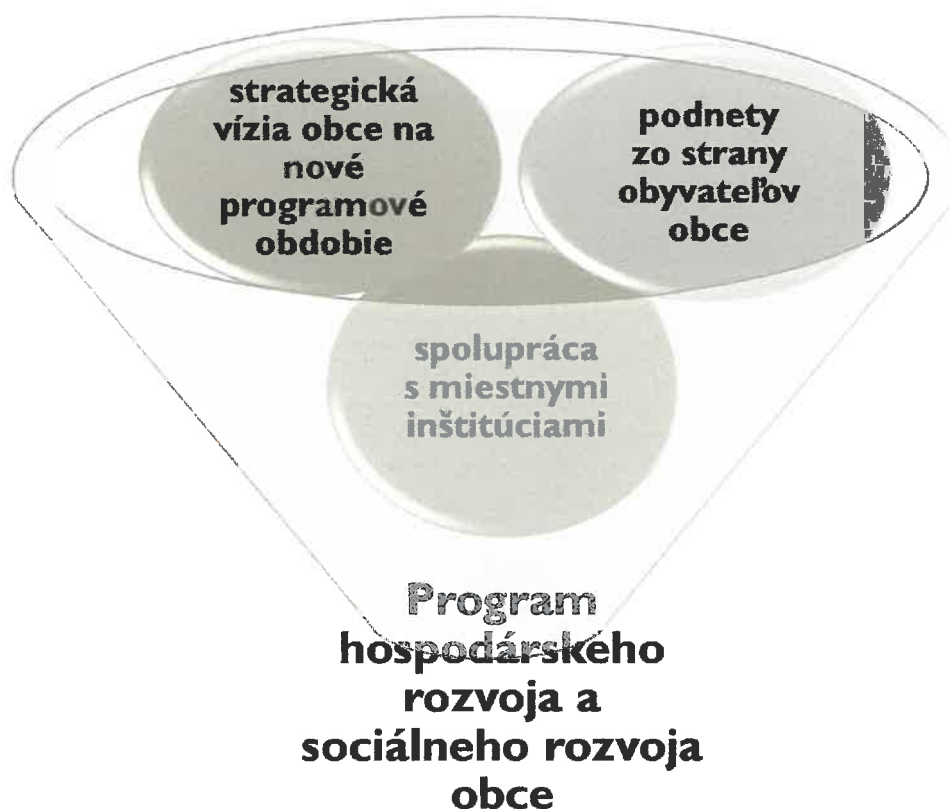 strategická
vízia obce na
nové
programové
obdobie
podnety
zo strany
obyvateľov
obce
spolupráca
s miestnymi
inštitúciami
Program
hospodárskeho
rozvoja a
sociálneho rozvoja
obce